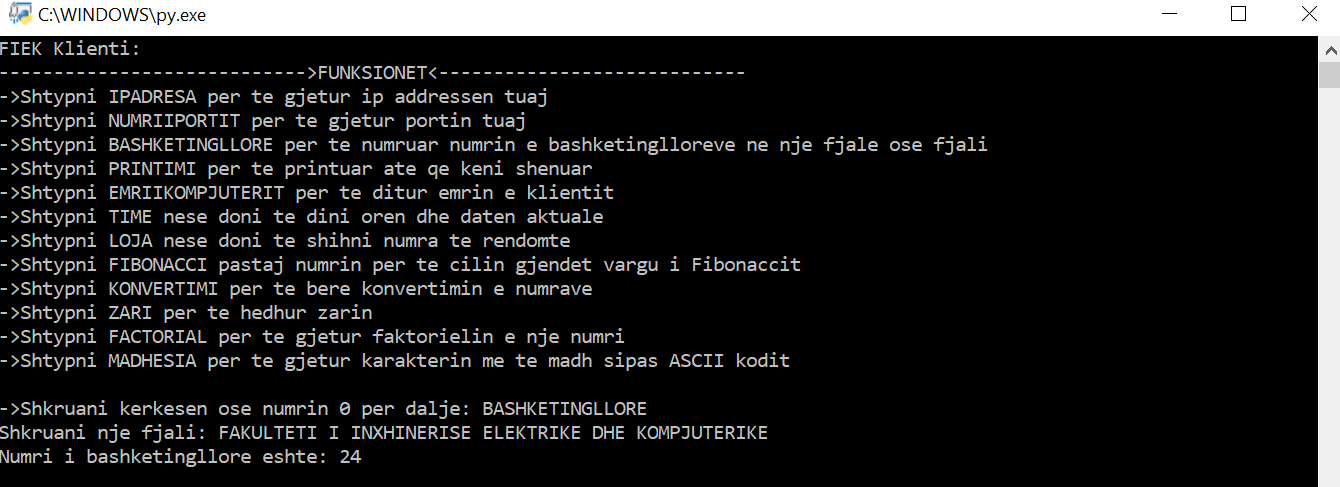 C:\WINDOWS\py.exe
FIEK Klienti:
---------------------------->FUNKSIONET<----------------------------
->Shtypni IPADRESA per te gjetur ip addressen tuaj
->Shtypni NUMRIIPORTIT per te gjetur portin tuaj
->Shtypni BASHKETINGLLORE per te numruar numrin e bashketinglloreve ne nje fjale ose fjali
->Shtypni PRINTIMI per te printuar ate qe keni shenuar
->Shtypni EMRIIKOMPJUTERIT per te ditur emrin e klientit
->Shtypni TIME nese doni te dini oren dhe daten aktuale
->Shtypni LOJA nese doni te shihni numra te rendomte
->Shtypni FIBONACCI pastaj numrin per te cilin gjendet vargu i Fibonaccit
->Shtypni KONVERTIMI per te bere konvertimin e numrave
->Shtypni ZARI per te hedhur zarin
->Shtypni FACTORIAL per te gjetur faktorielin e nje numri
->Shtypni MADHESIA per te gjetur karakterin me te madh sipas ASCII kodit
->Shkruani kerkesen ose numrin 0 per dalje: BASHKETINGLLORE
Shkruani nje fjali: FAKULTETI I INXHINERISE ELEKTRIKE DHE KOMPJUTERIKE
Numri i bashketingllore eshte: 24